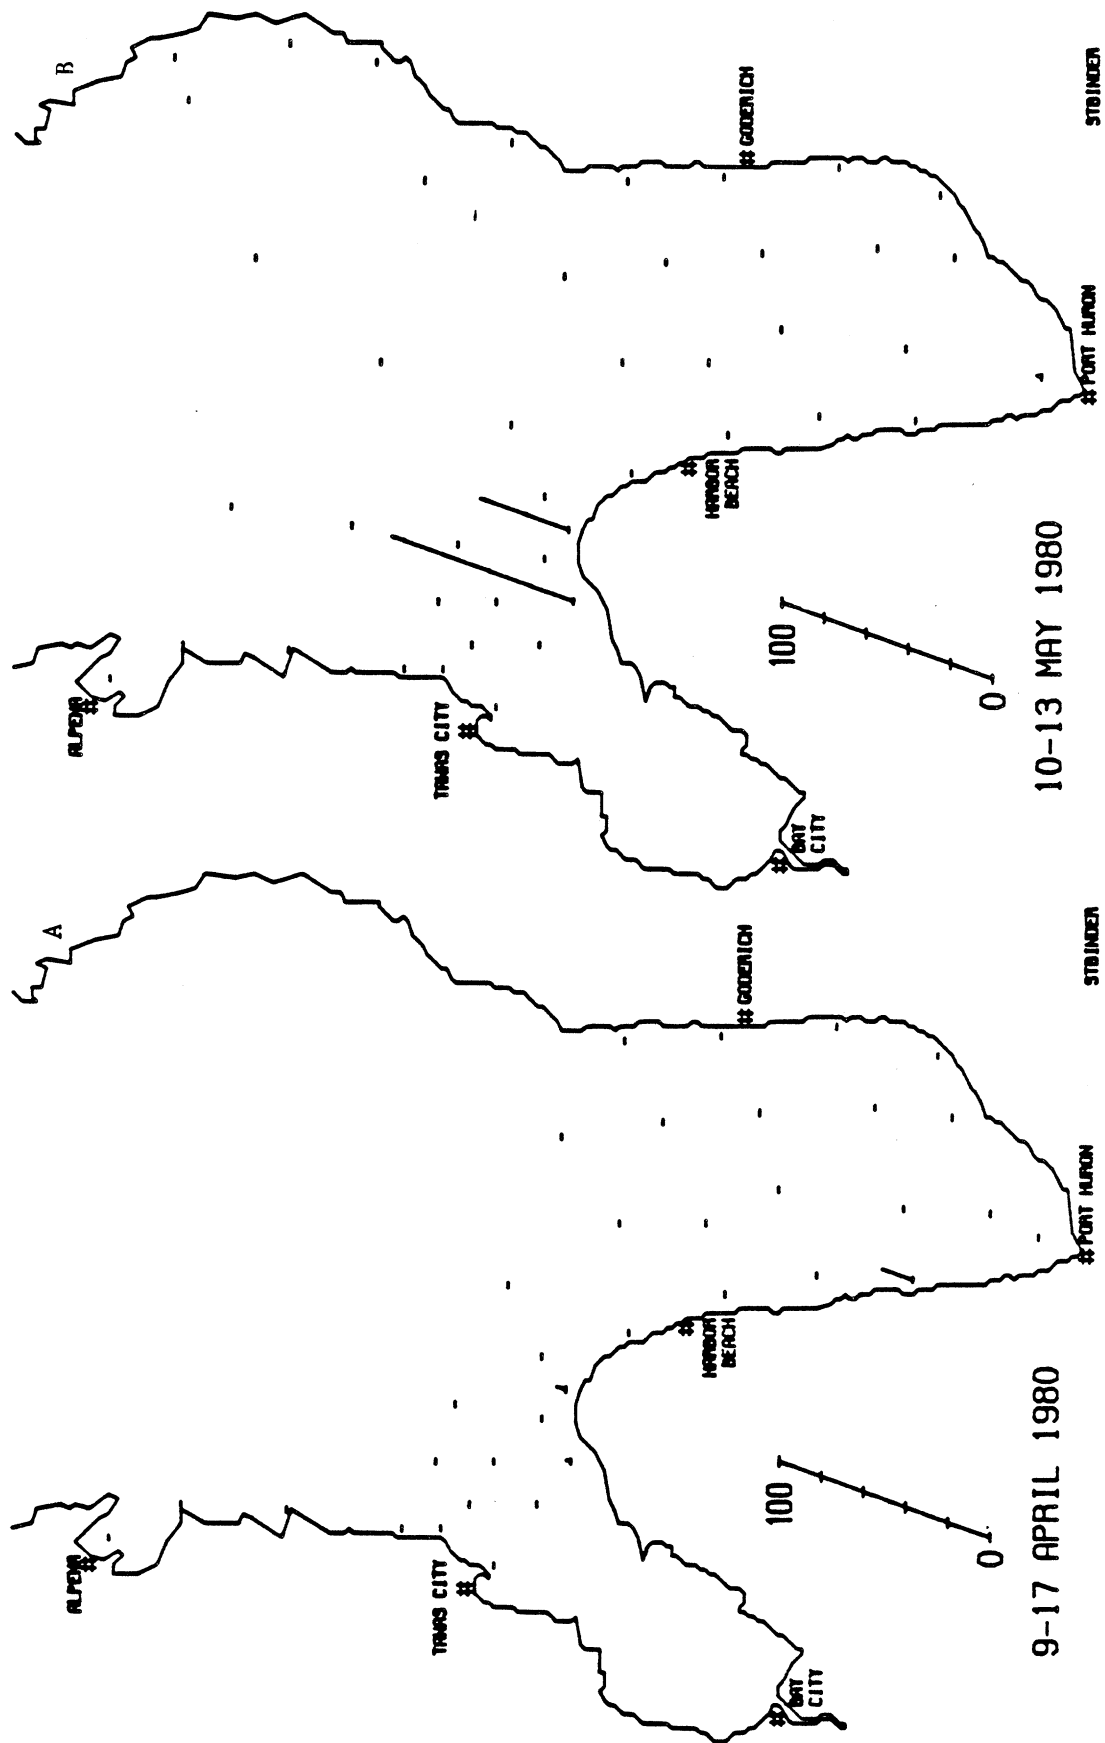 B
ALPENA
#
TAWAS CITY
#
# GODERICH
#
HARBOR
BEACH
#
BAY
CITY
100
0
# PORT HURON
10-13 MAY 1980
STBINDER
A
ALPENA
#
TAWAS CITY
#
# GODERICH
#
HARBOR
BEACH
#
BAY
CITY
100
0
# PORT HURON
9-17 APRIL 1980
STBINDER